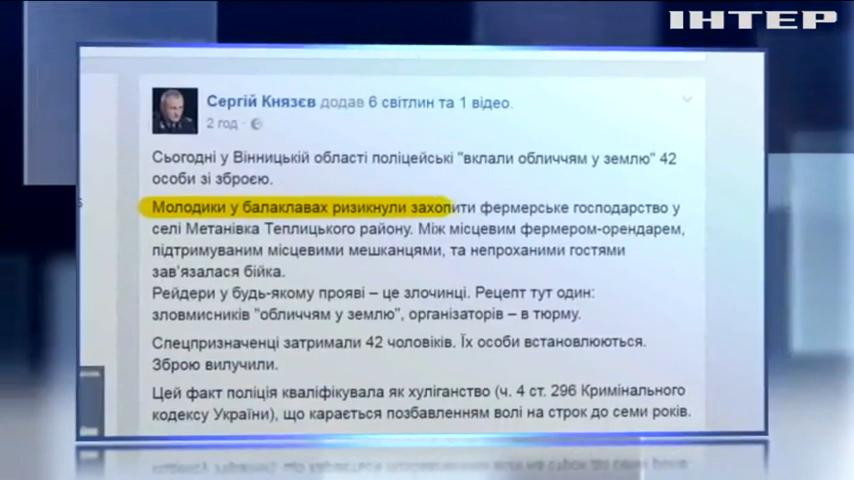 ІНТЕР
Сергій Князєв додав 6 світлин та 1 відео.
2 год ·
Сьогодні у Вінницькій області поліцейські "вклали обличчям у землю" 42
особи зі зброєю.
Молодики у балаклавах ризикнули захопити фермерське господарство у
селі Метанівка Теплицького району. Між місцевим фермером-орендарем,
підтримуваним місцевими мешканцями, та непроханими гостями
зав'язалася бійка.
Рейдери у будь-якому прояві – це злочинці. Рецепт тут один:
зловмисників "обличчям у землю", організаторів – в тюрму.
Спецпризначенці затримали 42 чоловіків. Їх особи встановлюються.
Зброю вилучили.
Цей факт поліція кваліфікувала як хуліганство (ч. 4 ст. 296 Кримінального
кодексу України), що карається позбавленням волі на строк до семи років.